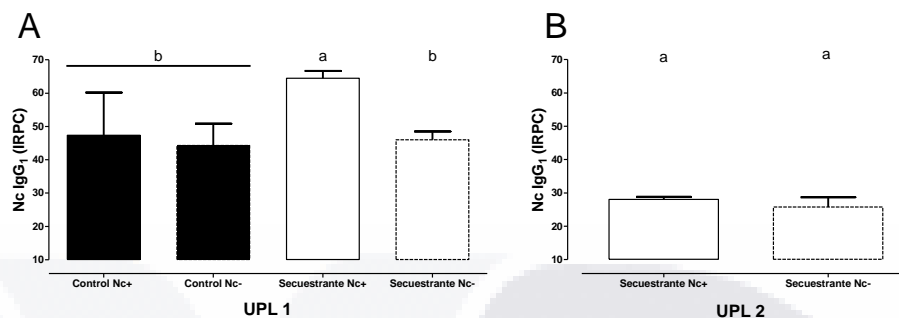 A
b
a
b
Nc IgG₁ (IRPC)
70
60
50
40
30
20
10
Control Nc+ Control Nc- Secuestrante Nc+ Secuestrante Nc-
UPL 1
B
a
a
Nc IgG₁ (IRPC)
70
60
50
40
30
20
10
Secuestrante Nc+ Secuestrante Nc-
UPL 2